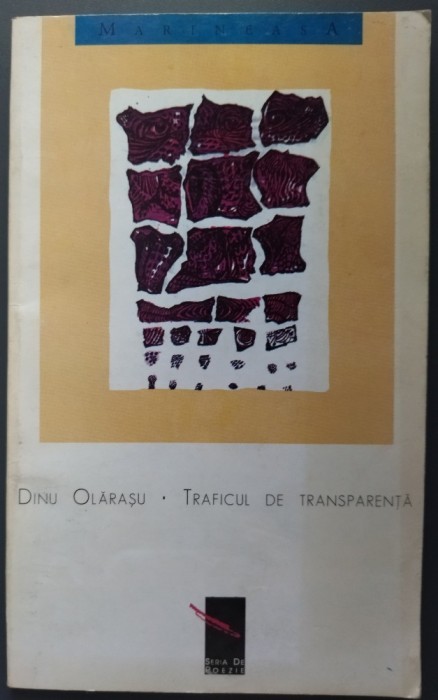 MARINEASA
DINU OLĂRAȘU · TRAFICUL DE TRANSPARENȚĂ
SERIA DE
POEZIE